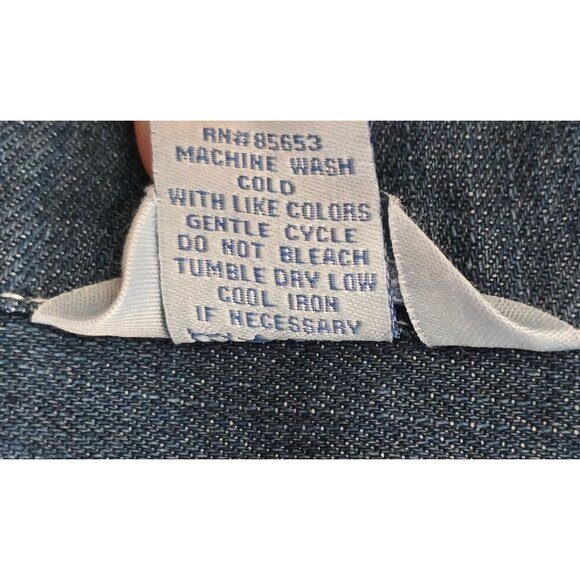 RN#85653
MACHINE WASH
COLD
WITH LIKE COLORS
GENTLE CYCLE
DO NOT BLEACH
TUMBLE DRY LOW
COOL IRON
IF NECESSARY